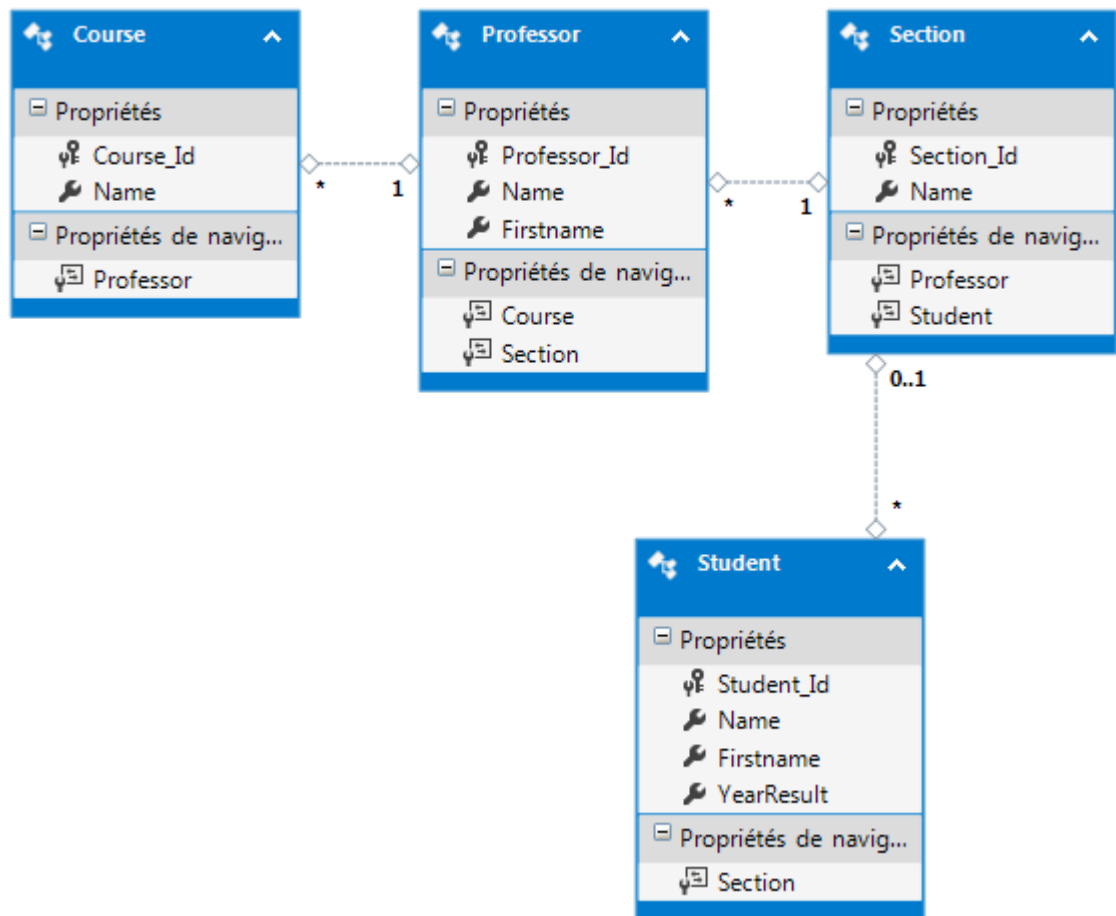 Course
Propriétés
Course_Id
Name
Propriétés de navig...
Professor
* 1
Professor
Propriétés
Professor_Id
Name
Firstname
Propriétés de navig...
Course
Section
* 1
Section
Propriétés
Section_Id
Name
Propriétés de navig...
Professor
Student
0..1
*
Student
Propriétés
Student_Id
Name
Firstname
YearResult
Propriétés de navig...
Section